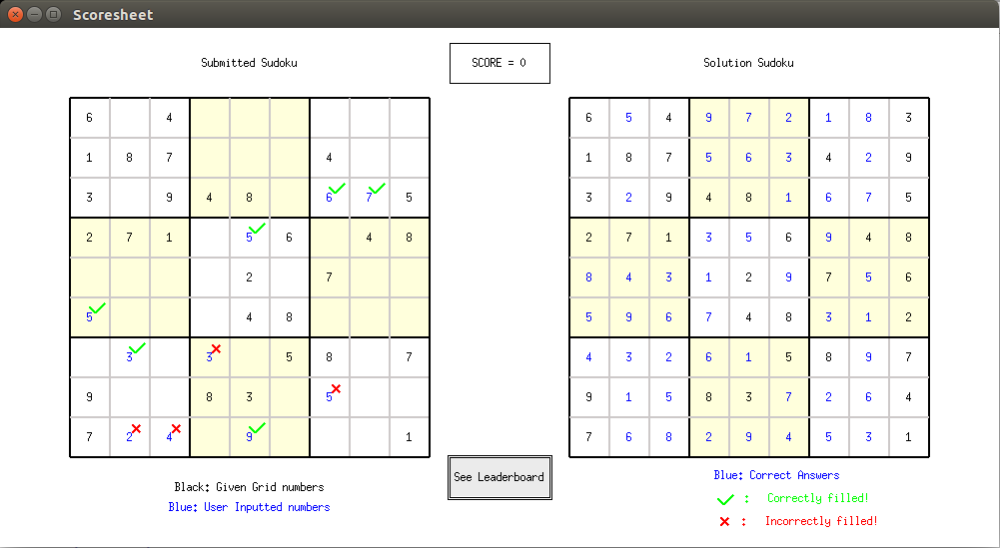 Scoresheet
Submitted Sudoku
SCORE = 0
Solution Sudoku
6 4
1 8 7 4
3 9 4 8 6 7 5
2 7 1 5 6 4 8
2 7
5 4 8
3 3 5 8 7
9 8 3 5
7 2 4 9 1
6 5 4 9 7 2 1 8 3
1 8 7 5 6 3 4 2 9
3 2 9 4 8 1 6 7 5
2 7 1 3 5 6 9 4 8
8 4 3 1 2 9 7 5 6
5 9 6 7 4 8 3 1 2
4 3 2 6 1 5 8 9 7
9 1 5 8 3 7 2 6 4
7 6 8 2 9 4 5 3 1
Black: Given Grid numbers
Blue: User Inputted numbers
See Leaderboard
Blue: Correct Answers
: Correctly filled!
: Incorrectly filled!